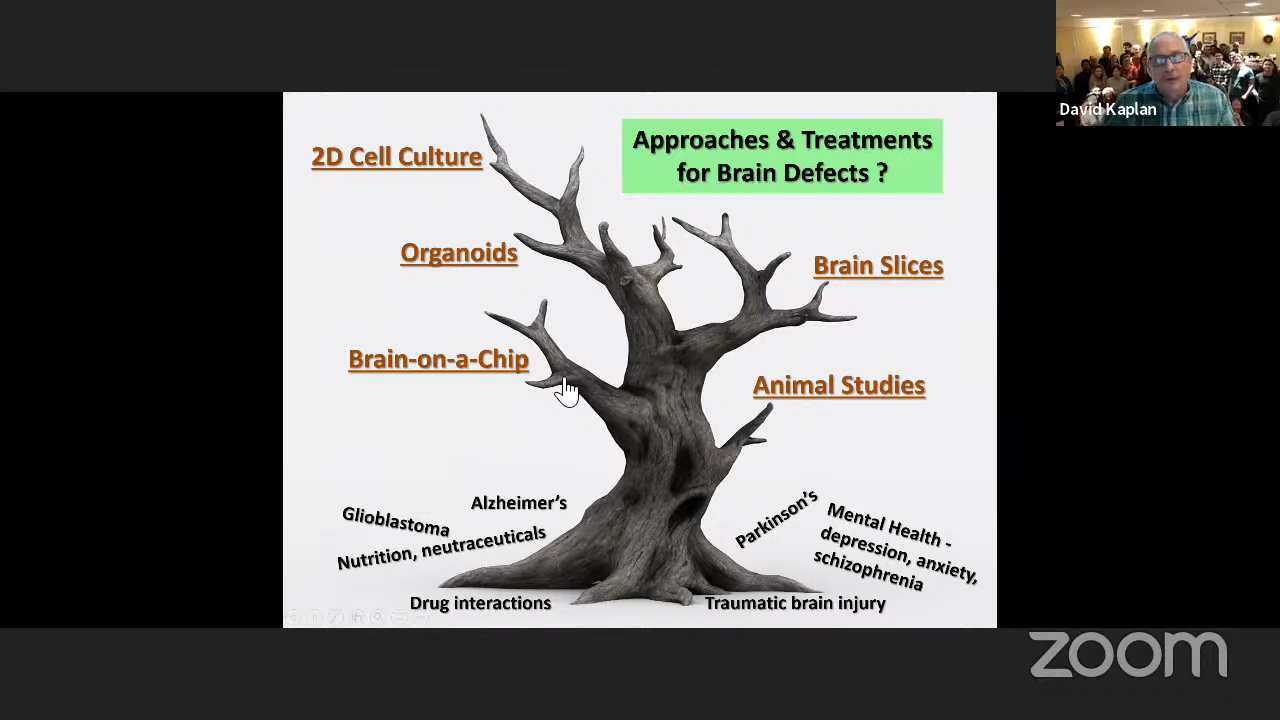 David Kaplan
Approaches & Treatments
for Brain Defects ?
2D Cell Culture
Organoids
Brain Slices
Brain-on-a-Chip
Animal Studies
Alzheimer's
Glioblastoma
Nutrition, neutraceuticals
Drug interactions
Parkinson's
Mental Health -
depression, anxiety,
schizophrenia
Traumatic brain injury
zoom